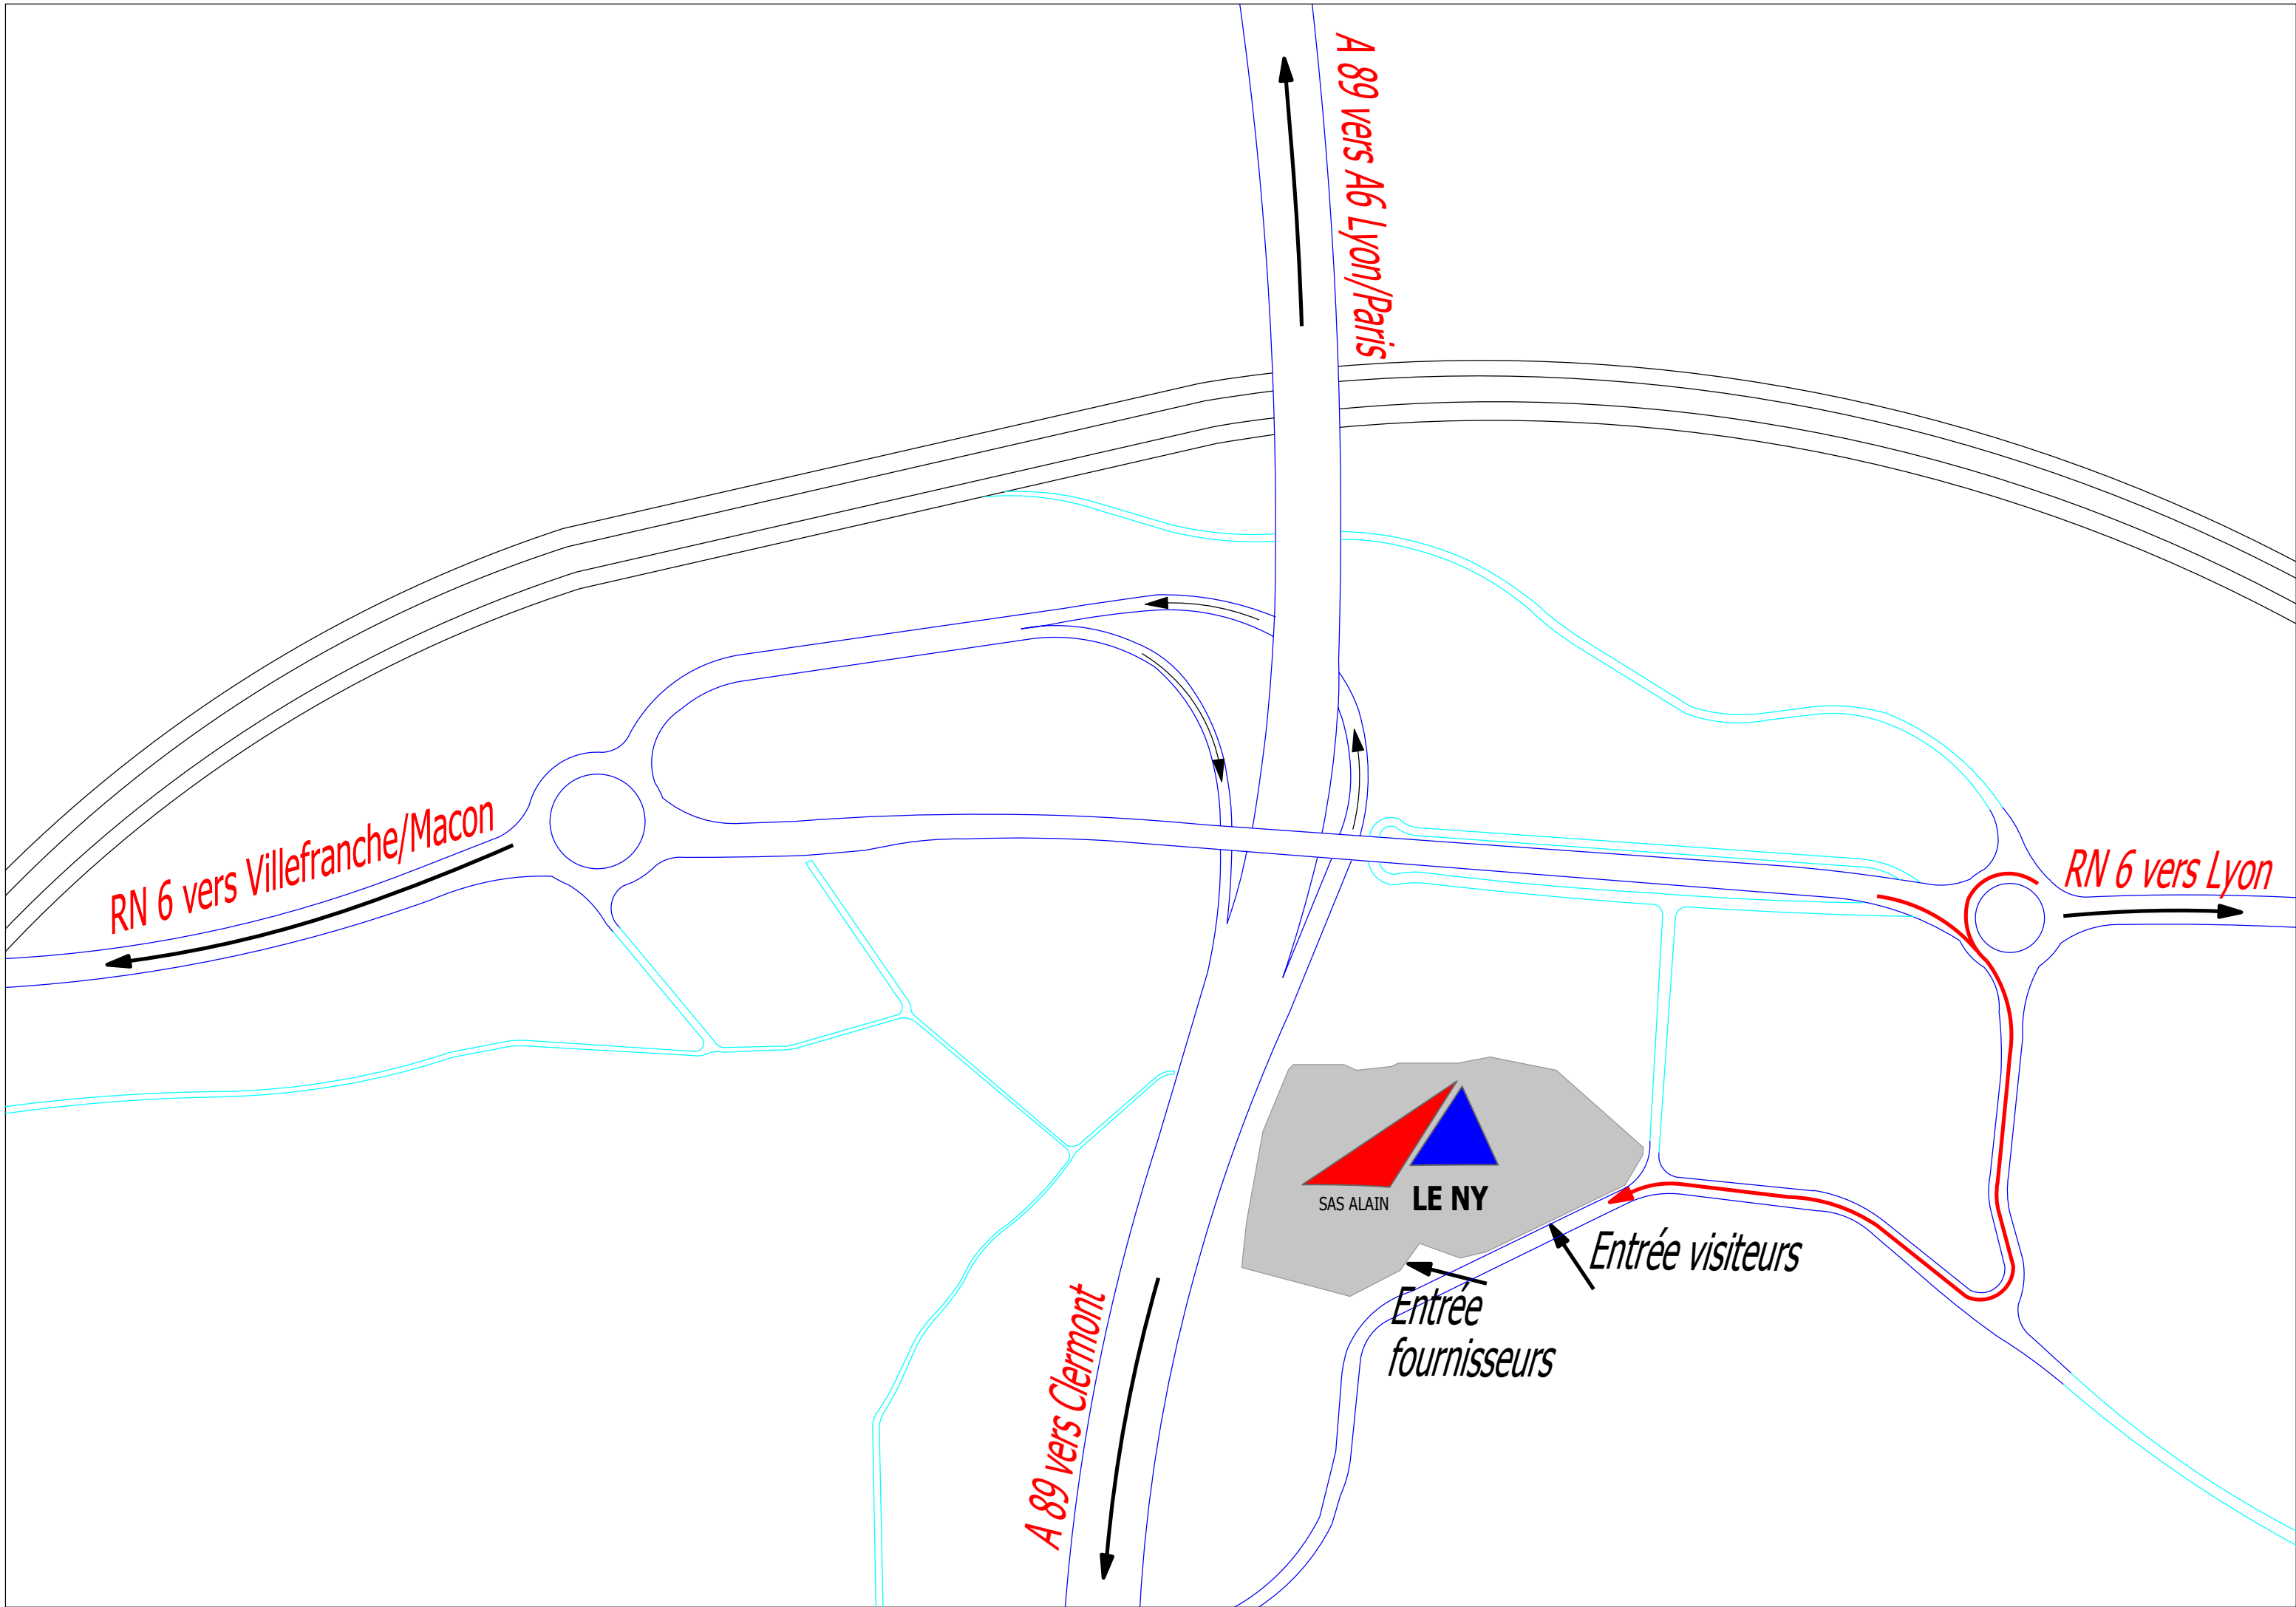 A 89 vers A6 Lyon/Paris
RN 6 vers Villefranche/Macon
RN 6 vers Lyon
SAS ALAIN LE NY
Entrée visiteurs
Entrée
fournisseurs
A 89 vers Clermont